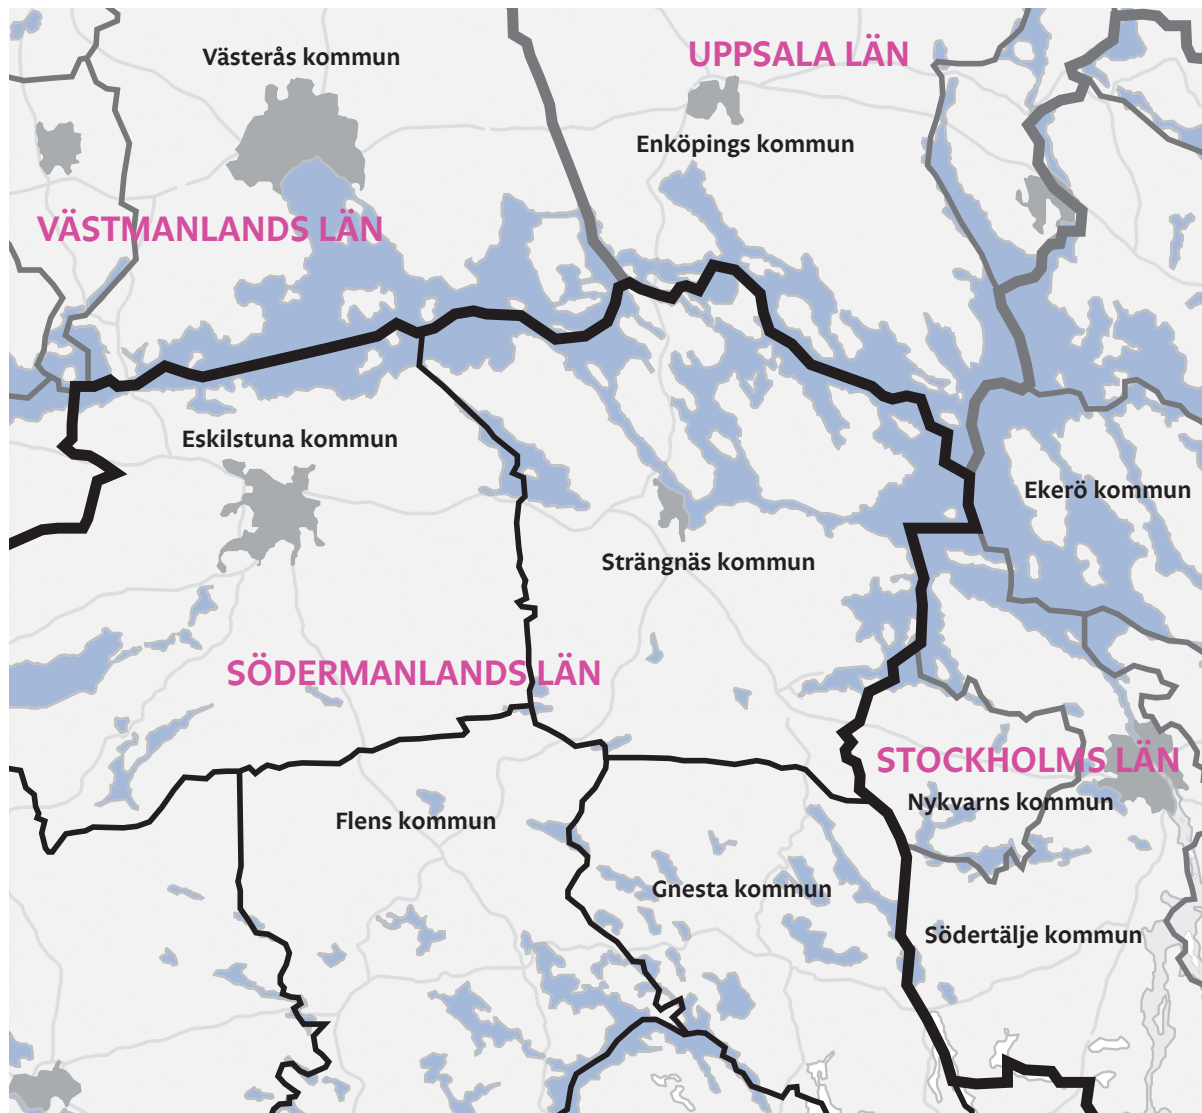 UPPSALA LÄN
Västerås kommun
Enköpings kommun
VÄSTMANLANDS LÄN
Eskilstuna kommun
Ekerö kommun
Strängnäs kommun
SÖDERMANLANDS LÄN
STOCKHOLMS LÄN
Nykvarns kommun
Flens kommun
Gnesta kommun
Södertälje kommun